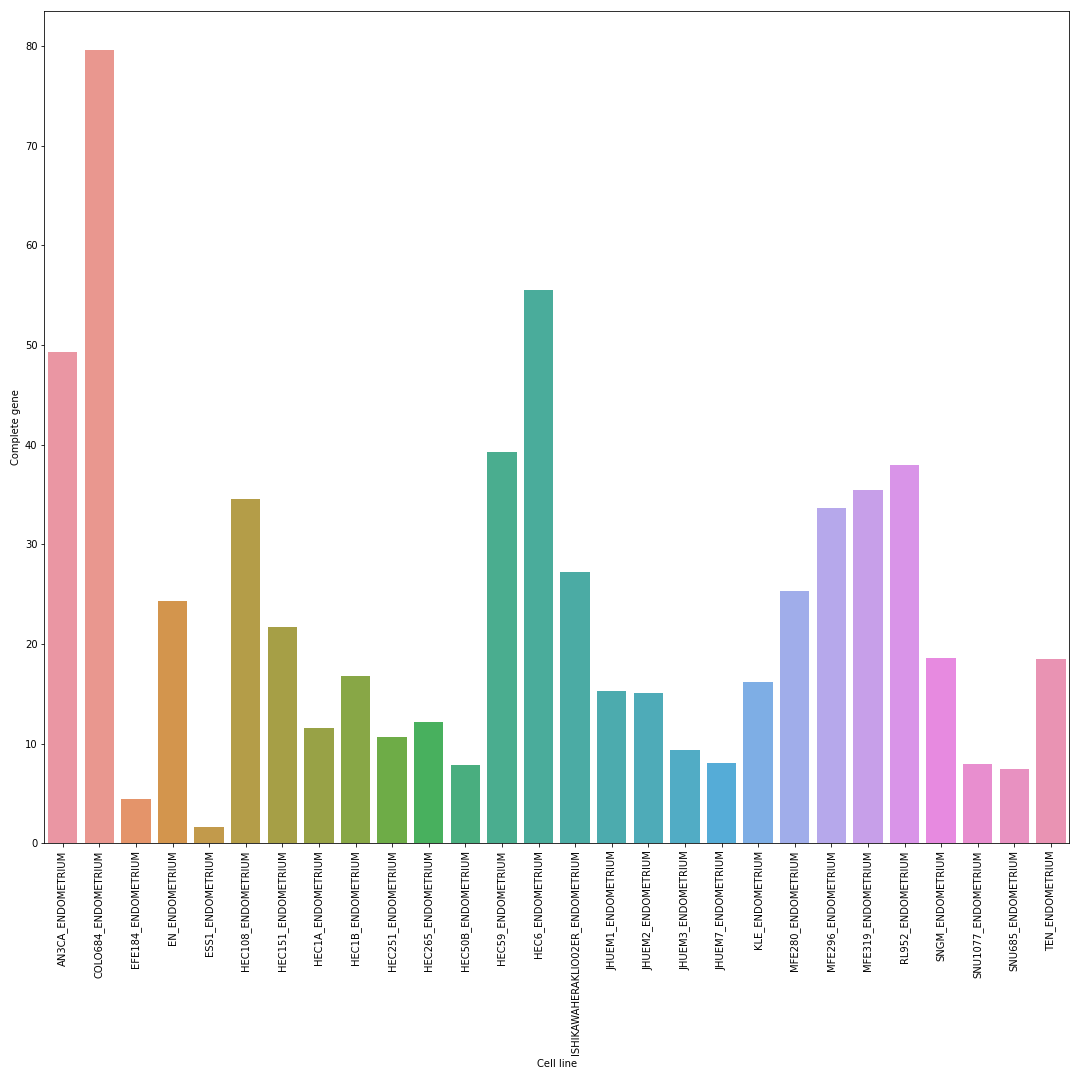 80
70
60
50
40
30
20
10
0
Complete gene
AN3CA_ENDOMETRIUM
COLO684_ENDOMETRIUM
EFE184_ENDOMETRIUM
EN_ENDOMETRIUM
ESS1_ENDOMETRIUM
HEC108_ENDOMETRIUM
HEC151_ENDOMETRIUM
HEC1A_ENDOMETRIUM
HEC1B_ENDOMETRIUM
HEC251_ENDOMETRIUM
HEC265_ENDOMETRIUM
HEC50B_ENDOMETRIUM
HEC59_ENDOMETRIUM
HEC6_ENDOMETRIUM
ISHIKAWAHERAKLIO02ER_ENDOMETRIUM
JHUEM1_ENDOMETRIUM
JHUEM2_ENDOMETRIUM
JHUEM3_ENDOMETRIUM
JHUEM7_ENDOMETRIUM
KLE_ENDOMETRIUM
MFE280_ENDOMETRIUM
MFE296_ENDOMETRIUM
MFE319_ENDOMETRIUM
RL952_ENDOMETRIUM
SNGM_ENDOMETRIUM
SNU1077_ENDOMETRIUM
SNU685_ENDOMETRIUM
TEN_ENDOMETRIUM
Cell line